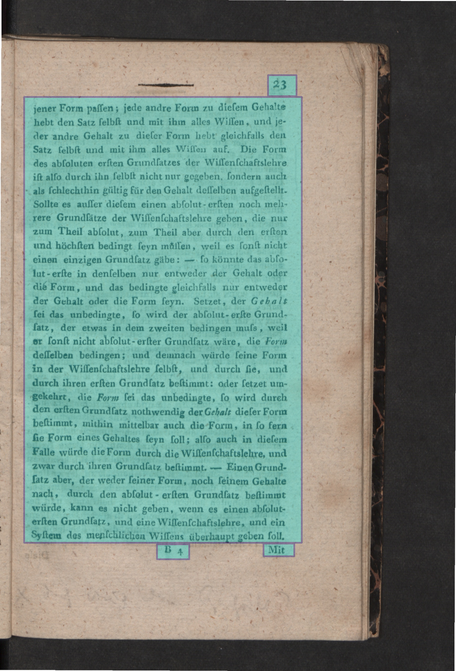 23
jener Form paſſen; jede andre Form zu dieſem Gehalte
hebt den Satz ſelbſt und mit ihm alles Wiſſen, und je-
der andre Gehalt zu dieſer Form hebt gleichfalls den
Satz ſelbſt und mit ihm alles Wiſſen auf. Die Form
des abſoluten erſten Grundſatzes der Wiſſenſchaftslehre
iſt alſo durch ihn ſelbſt nicht nur gegeben, ſondern auch
als ſchlechthin gültig für den Gehalt deſſelben aufgeſtellt.
Sollte es auſſer dieſem einen abſolut-erſten noch meh-
rere Grundſätze der Wiſſenſchaftslehre geben, die nur
zum Theil abſolut, zum Theil aber durch den erſten
und höchſten bedingt ſeyn müſſen, weil es ſonſt nicht
einen einzigen Grundſatz gäbe: — ſo könnte das abſo-
lut-erſte in denſelben nur entweder der Gehalt oder
die Form, und das bedingte gleichfalls nur entweder
der Gehalt oder die Form ſeyn. Setzet, der Gehalt
ſei das unbedingte, ſo wird der abſolut-erſte Grund-
ſatz, der etwas in dem zweiten bedingen muſs, weil
er ſonſt nicht abſolut-erſter Grundſatz wäre, die Form
deſſelben bedingen; und demnach würde ſeine Form
in der Wiſſenſchaftslehre ſelbſt, und durch ſie, und
durch ihren erſten Grundſatz beſtimmt: oder ſetzet um-
gekehrt, die Form ſei das unbedingte, ſo wird durch
den erſten Grundſatz nothwendig der Gehalt dieſer Form
beſtimmt, mithin mittelbar auch die Form, in ſo fern
ſie Form eines Gehaltes ſeyn ſoll; alſo auch in dieſem
Falle würde die Form durch die Wiſſenſchaftslehre, und
zwar durch ihren Grundſatz beſtimmt. — Einen Grund-
ſatz aber, der weder ſeiner Form, noch ſeinem Gehalte
nach, durch den abſolut-erſten Grundſatz beſtimmt
würde, kann es nicht geben, wenn es einen abſolut-
erſten Grundſatz, und eine Wiſſenſchaftslehre, und ein
Syſtem des menſchlichen Wiſſens überhaupt geben ſoll.
B 4 Mit